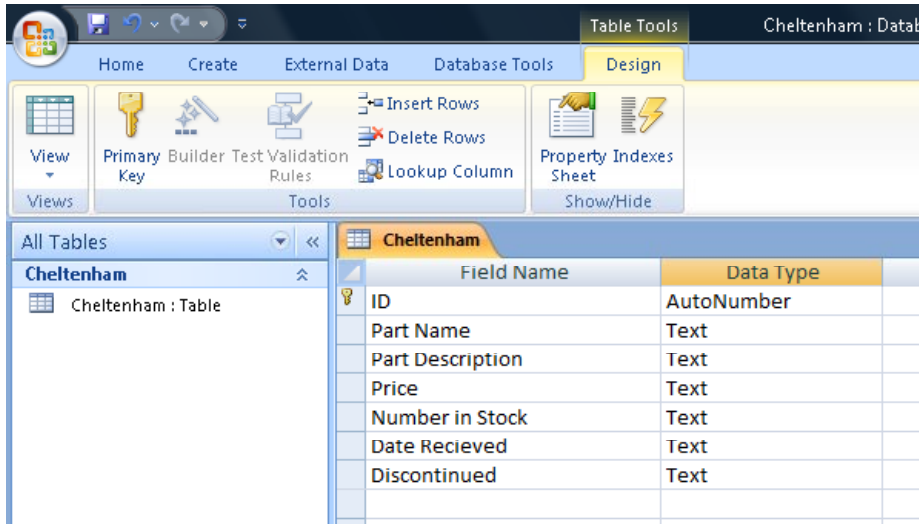 Table Tools
Cheltenham : Datab
Home Create External Data Database Tools Design
View
Primary Key
Builder
Test Validation Rules
Insert Rows
Delete Rows
Lookup Column
Property Sheet
Indexes
Views Tools Show/Hide
All Tables
Cheltenham
Cheltenham : Table
Cheltenham
Field Name Data Type
ID AutoNumber
Part Name Text
Part Description Text
Price Text
Number in Stock Text
Date Recieved Text
Discontinued Text